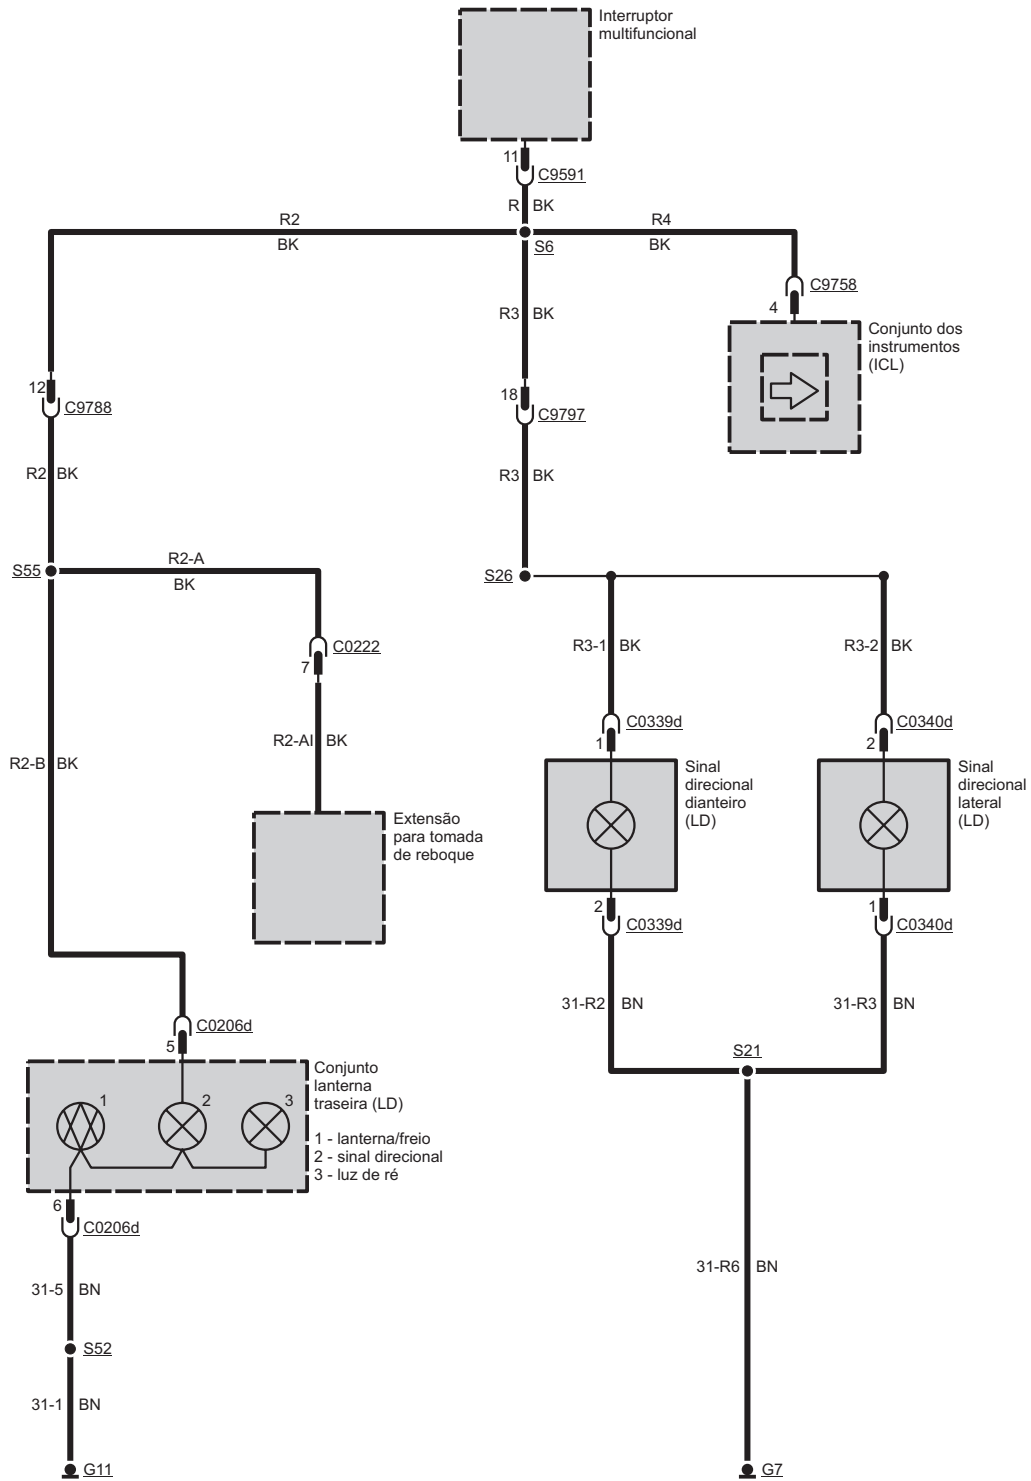 Interruptor
multifuncional
11
C9591
R BK
R2
BK
R4
BK
S6
C9758
4
Conjunto dos
instrumentos
(ICL)
R3 BK
12
C9788
18
C9797
R2 BK
R3 BK
S55
R2-A
BK
S26
C0222
7
R3-1 BK
R3-2 BK
C0339d
1
C0340d
2
R2-B BK
R2-AI BK
Sinal
direcional
dianteiro
(LD)
Sinal
direcional
lateral
(LD)
Extensão
para tomada
de reboque
2
C0339d
1
C0340d
31-R2 BN
31-R3 BN
C0206d
5
S21
Conjunto
lanterna
traseira (LD)
1
2
3
1 - lanterna/freio
2 - sinal direcional
3 - luz de ré
6
C0206d
31-5 BN
31-R6 BN
S52
31-1 BN
G11
G7